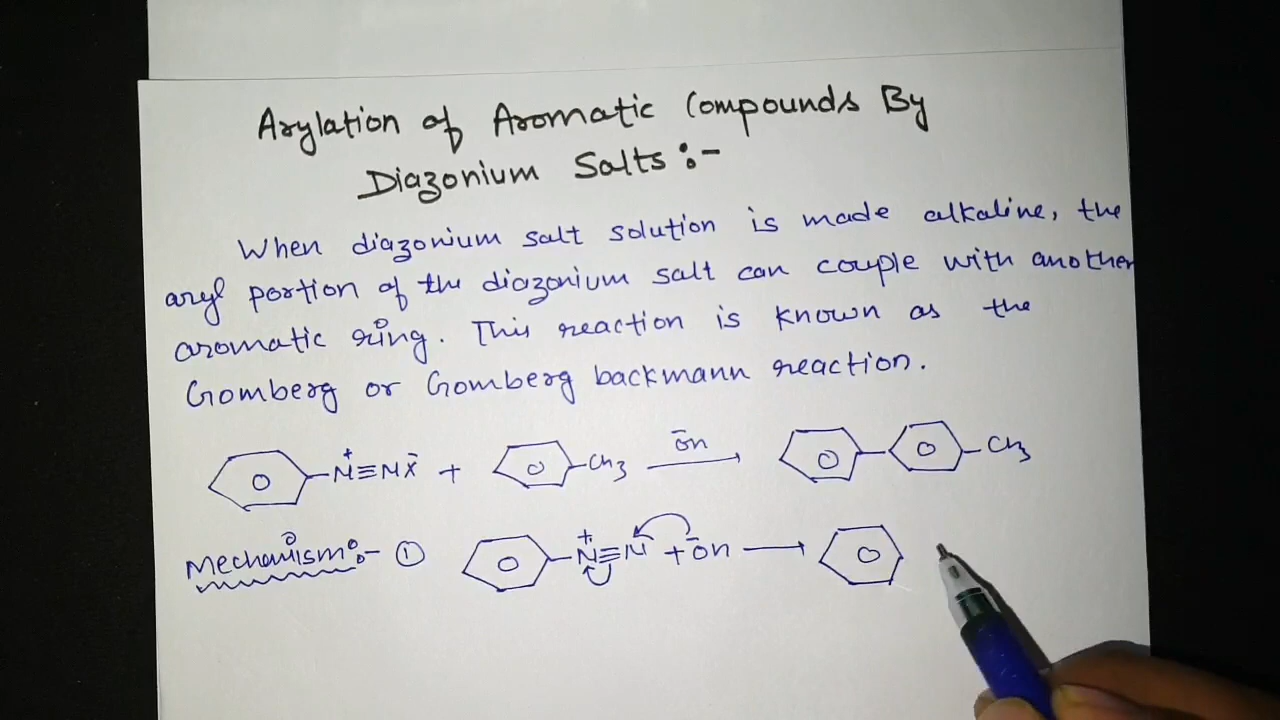 Arylation of Aromatic Compounds By
Diazonium Salts :-
When diazonium salt solution is made alkaline, the
aryl portion of the diazonium salt can couple with another
aromatic ring. This reaction is known as the
Gomberg or Gomberg backmann reaction.
N⁺≡NX⁻ + CH3 ŌH → CH3
Mechanism :- ① N⁺≡N + ŌH →